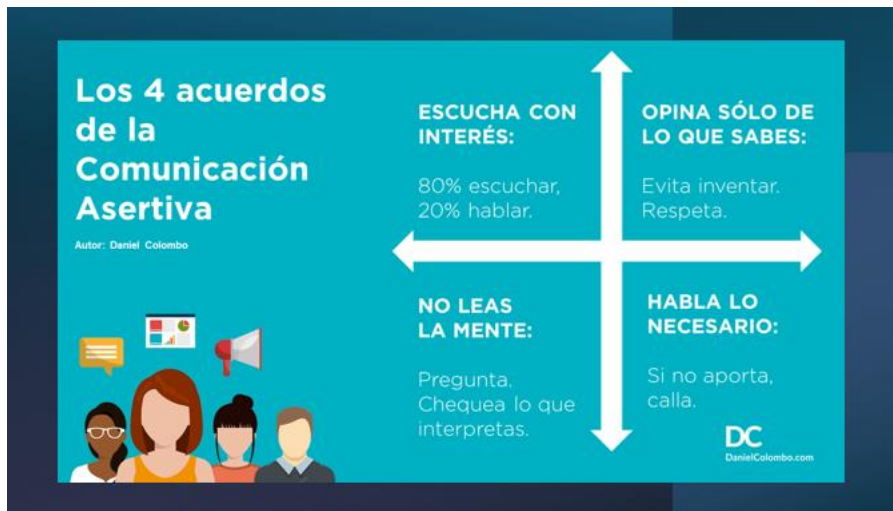 Los 4 acuerdos
de la
Comunicación
Asertiva
Autor: Daniel Colombo
ESCUCHA CON
INTERÉS:
80% escuchar,
20% hablar.
OPINA SÓLO DE
LO QUE SABES:
Evita inventar.
Respeta.
NO LEAS
LA MENTE:
Pregunta.
Chequea lo que
interpretas.
HABLA LO
NECESARIO:
Si no aporta,
calla.
DC
DanielColombo.com